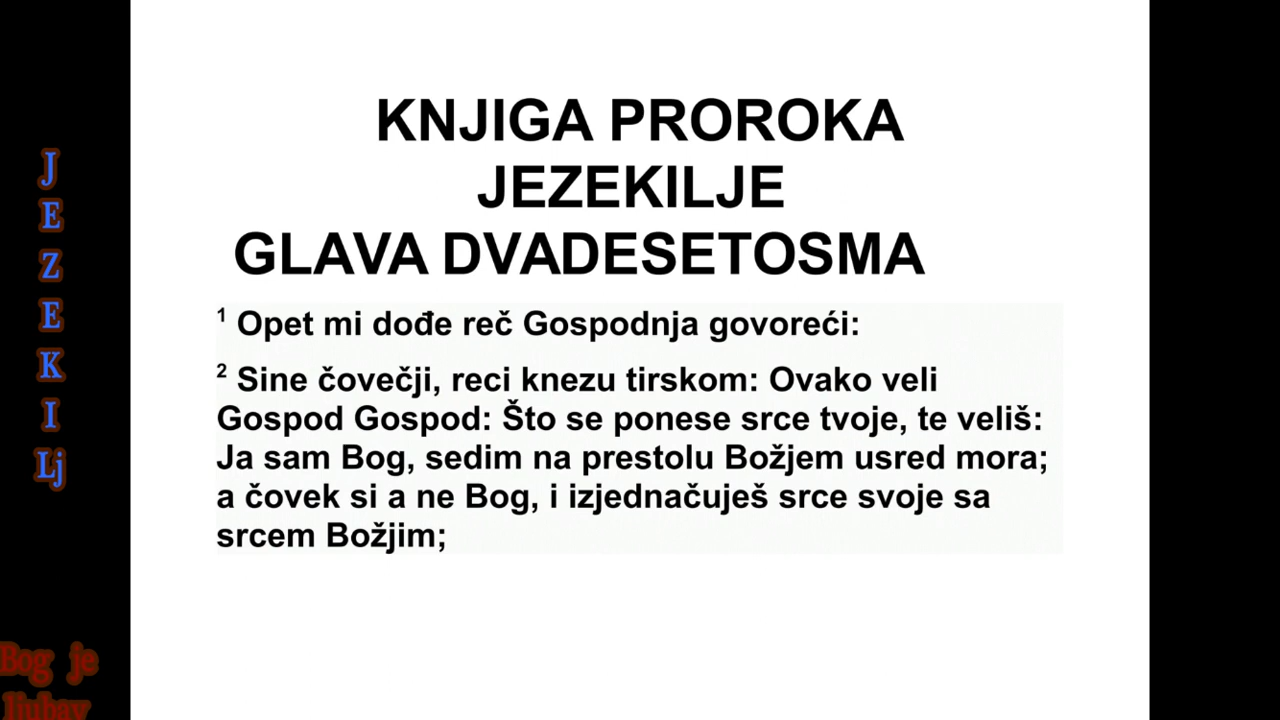 KNJIGA PROROKA
JEZEKILJE
GLAVA DVADESETOSMA
1 Opet mi dođe reč Gospodnja govoreći:
2 Sine čovečji, reci knezu tirskom: Ovako veli
Gospod Gospod: Što se ponese srce tvoje, te veliš:
Ja sam Bog, sedim na prestolu Božjem usred mora;
a čovek si a ne Bog, i izjednačuješ srce svoje sa
srcem Božjim;
J
E
Z
E
K
I
Lj
Bog je
ljubav